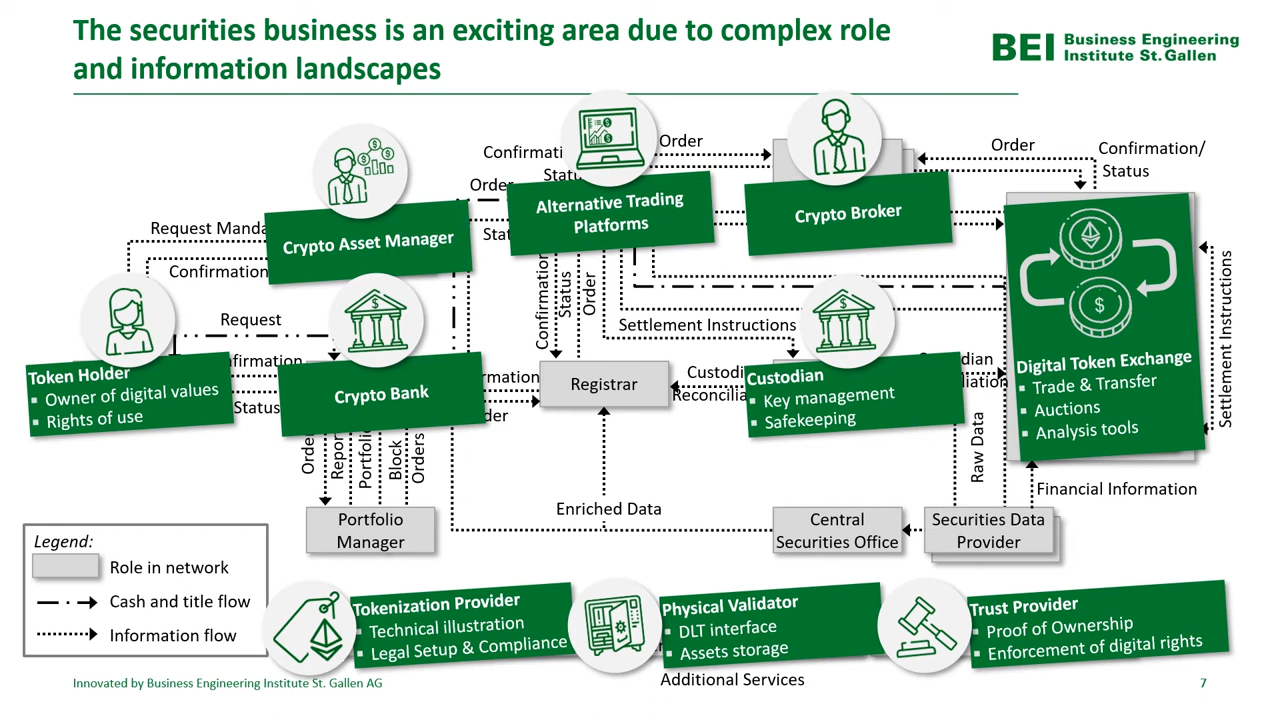 The securities business is an exciting area due to complex role
and information landscapes
BEI Business Engineering
Institute St. Gallen
Order
Order
Confirmation/
Status
Order
Alternative Trading
Platforms
Crypto Broker
Crypto Asset Manager
Request
Confirmation
Request
Confirmation
Status
Order
Settlement Instructions
Settlement Instructions
Token Holder
▪ Owner of digital values
▪ Rights of use
Status
Crypto Bank
Registrar
Custodian
▪ Key management
▪ Safekeeping
Digital Token Exchange
▪ Trade & Transfer
▪ Auctions
▪ Analysis tools
Block
Orders
Raw Data
Financial Information
Enriched Data
Portfolio
Manager
Central
Securities Office
Securities Data
Provider
Legend:
Role in network
Cash and title flow
Information flow
Tokenization Provider
▪ Technical illustration
▪ Legal Setup & Compliance
Physical Validator
▪ DLT interface
▪ Assets storage
Trust Provider
▪ Proof of Ownership
▪ Enforcement of digital rights
Additional Services
Innovated by Business Engineering Institute St. Gallen AG
7